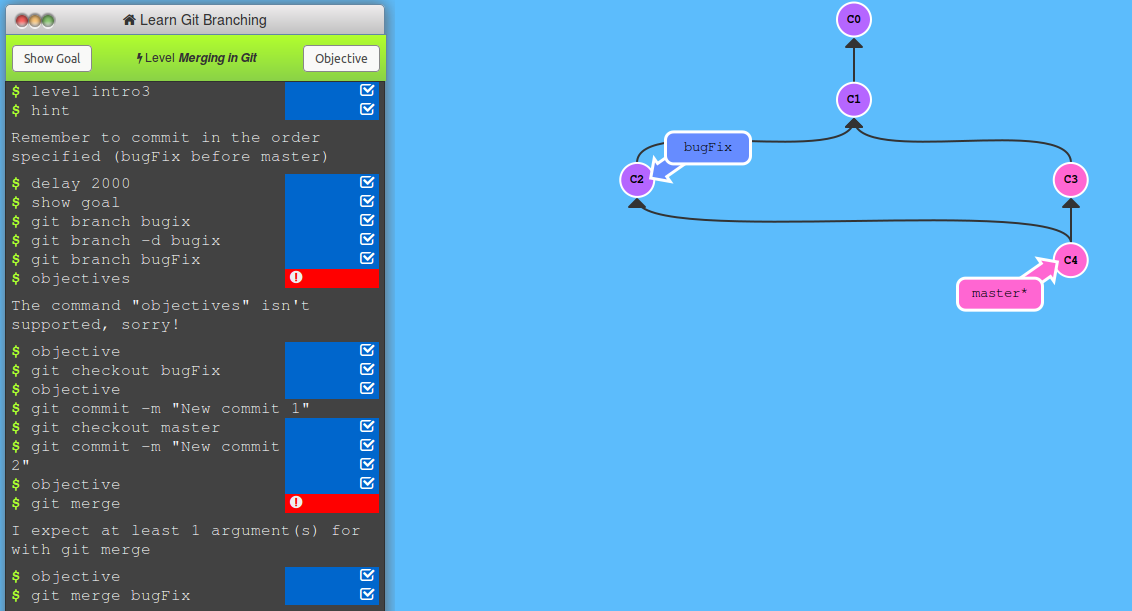 Learn Git Branching
Show Goal
Level Merging in Git
Objective
$ level intro3
$ hint
Remember to commit in the order
specified (bugFix before master)
$ delay 2000
$ show goal
$ git branch bugix
$ git branch -d bugix
$ git branch bugFix
$ objectives
The command "objectives" isn't
supported, sorry!
$ objective
$ git checkout bugFix
$ objective
$ git commit -m "New commit 1"
$ git checkout master
$ git commit -m "New commit
2"
$ objective
$ git merge
I expect at least 1 argument(s) for
with git merge
$ objective
$ git merge bugFix
C0
C1
bugFix
C2
C3
C4
master*